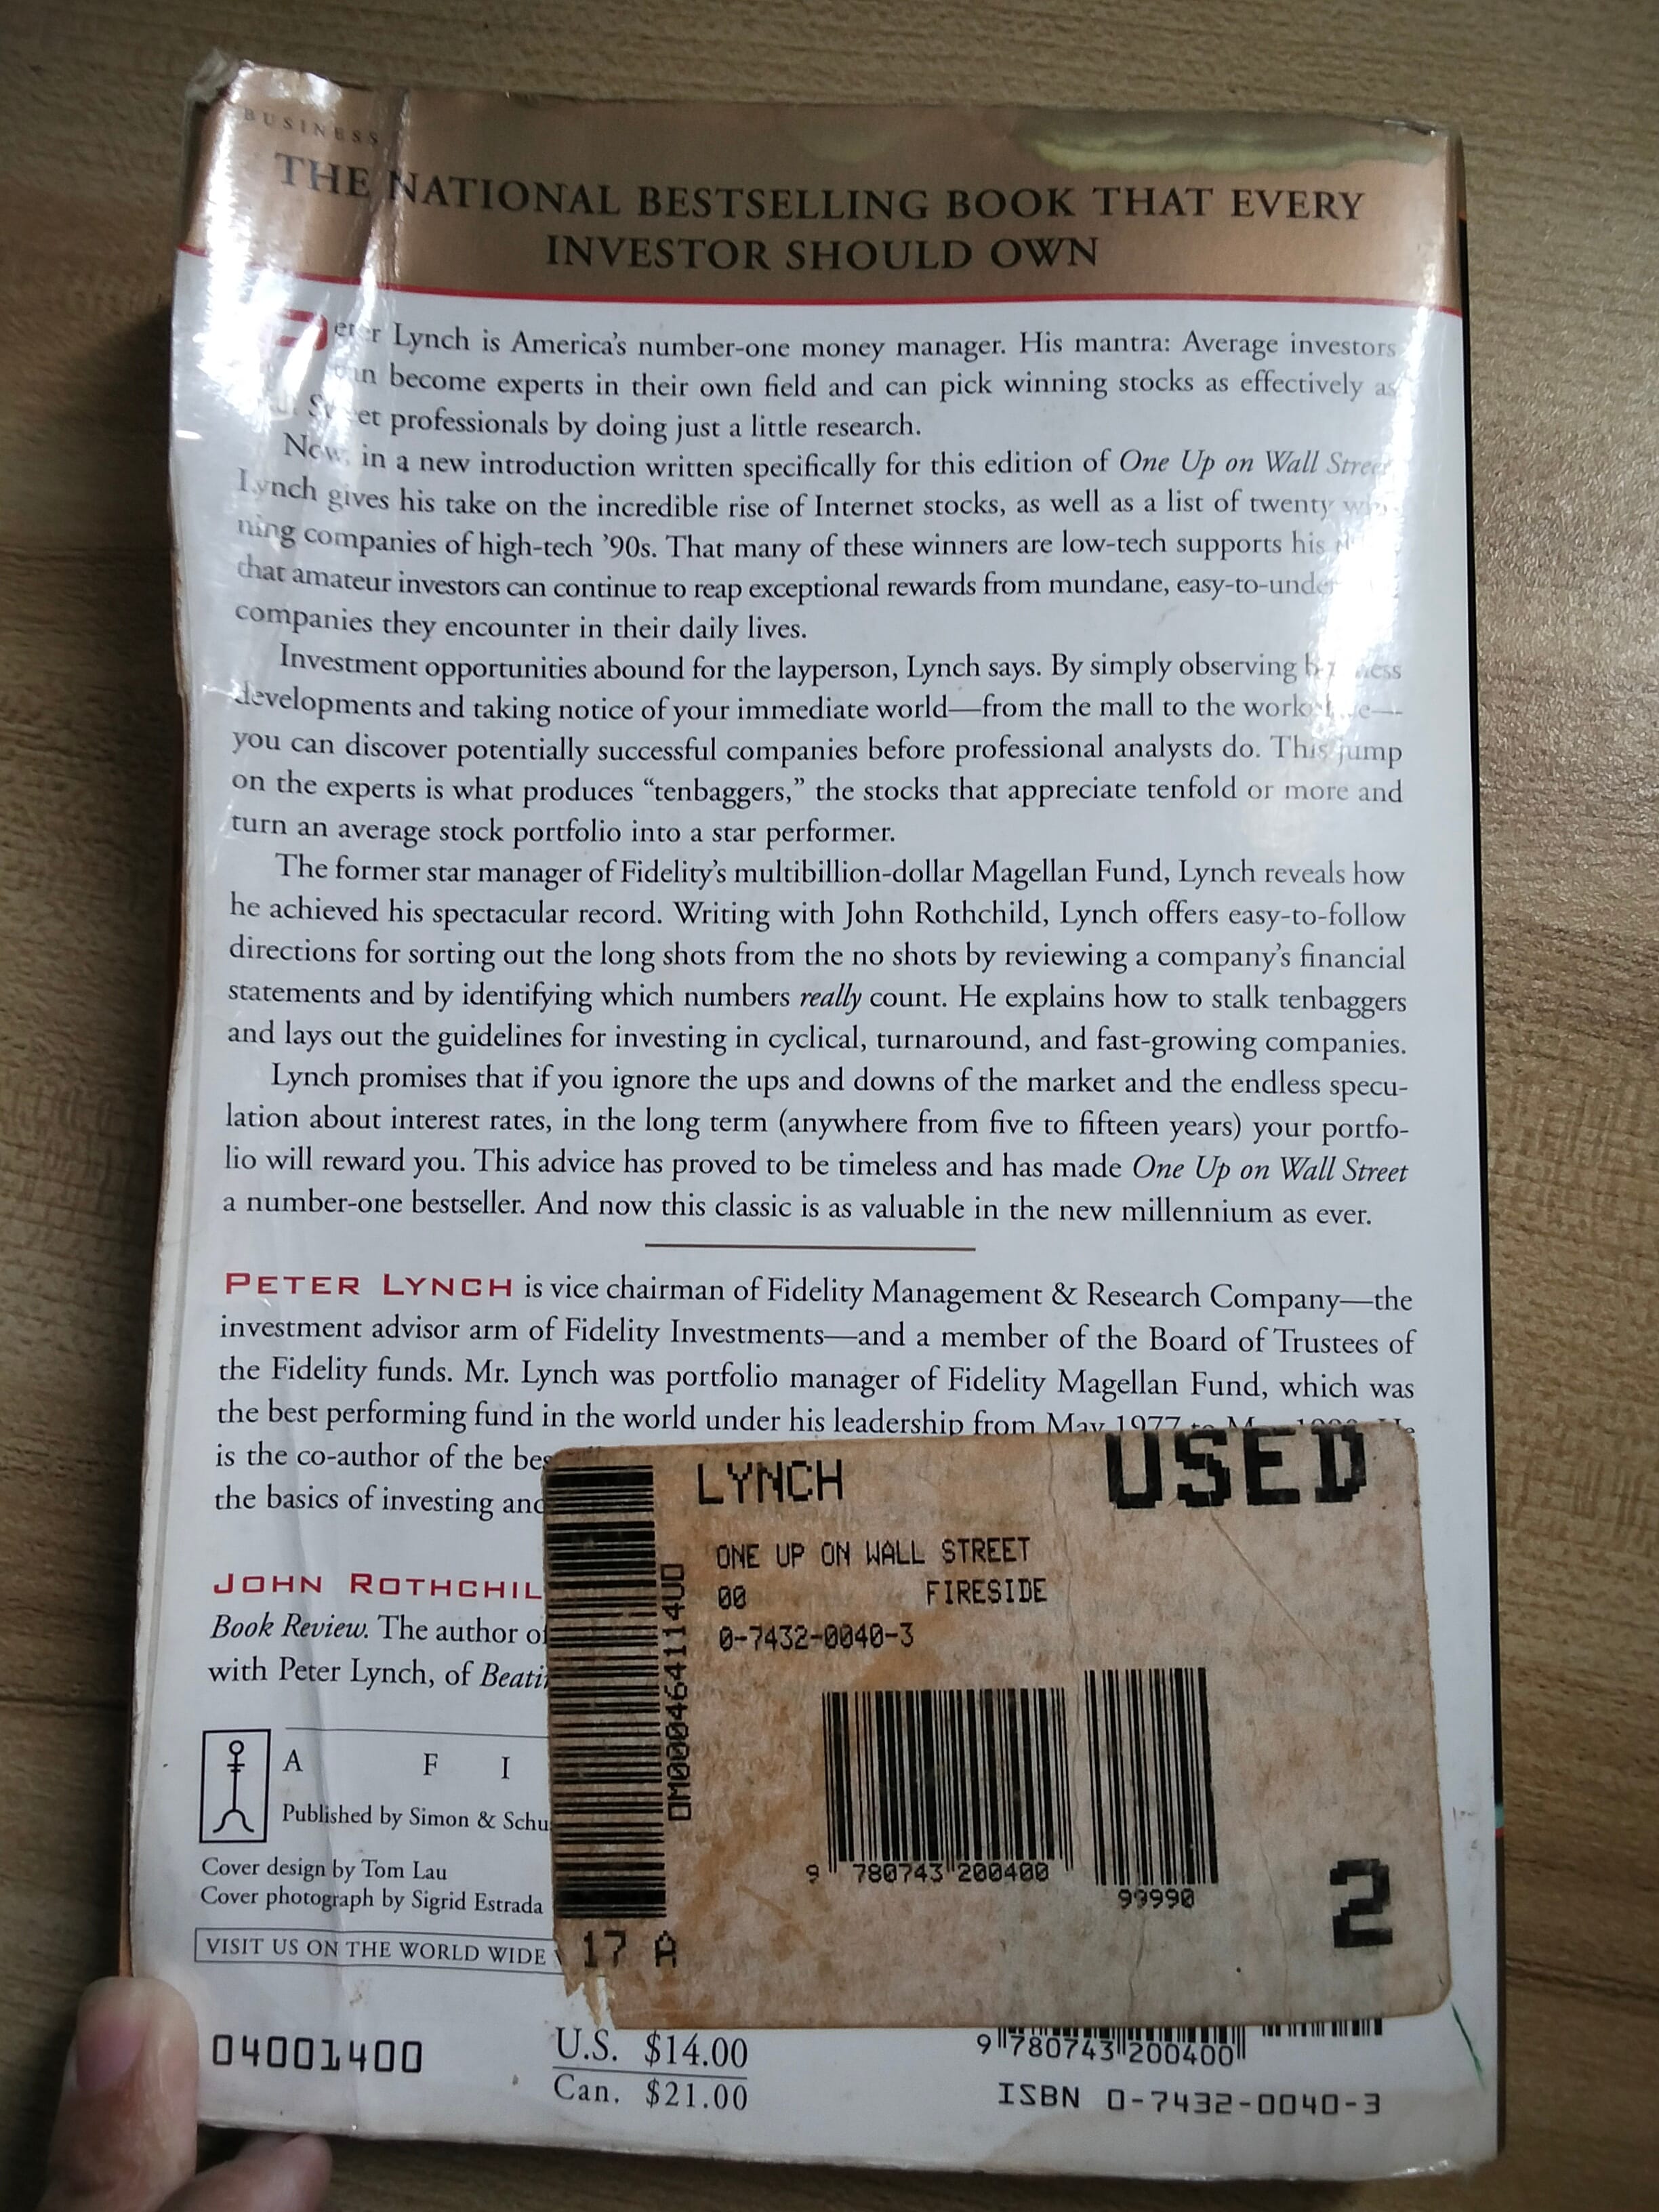 BUSINESS
THE NATIONAL BESTSELLING BOOK THAT EVERY
INVESTOR SHOULD OWN
Peter Lynch is America's number-one money manager. His mantra: Average investors
can become experts in their own field and can pick winning stocks as effectively as
Street professionals by doing just a little research.
Now, in a new introduction written specifically for this edition of One Up on Wall Street
Lynch gives his take on the incredible rise of Internet stocks, as well as a list of twenty
ning companies of high-tech '90s. That many of these winners are low-tech supports his
that amateur investors can continue to reap exceptional rewards from mundane, easy-to-under
companies they encounter in their daily lives.
Investment opportunities abound for the layperson, Lynch says. By simply observing business
developments and taking notice of your immediate world—from the mall to the workplace—
you can discover potentially successful companies before professional analysts do. This jump
on the experts is what produces “tenbaggers,” the stocks that appreciate tenfold or more and
turn an average stock portfolio into a star performer.
The former star manager of Fidelity's multibillion-dollar Magellan Fund, Lynch reveals how
he achieved his spectacular record. Writing with John Rothchild, Lynch offers easy-to-follow
directions for sorting out the long shots from the no shots by reviewing a company's financial
statements and by identifying which numbers really count. He explains how to stalk tenbaggers
and lays out the guidelines for investing in cyclical, turnaround, and fast-growing companies.
Lynch promises that if you ignore the ups and downs of the market and the endless specu-
lation about interest rates, in the long term (anywhere from five to fifteen years) your portfo-
lio will reward you. This advice has proved to be timeless and has made One Up on Wall Street
a number-one bestseller. And now this classic is as valuable in the new millennium as ever.
PETER LYNCH is vice chairman of Fidelity Management & Research Company—the
investment advisor arm of Fidelity Investments—and a member of the Board of Trustees of
the Fidelity funds. Mr. Lynch was portfolio manager of Fidelity Magellan Fund, which was
the best performing fund in the world under his leadership from May 1977 to
is the co-author of the bes
the basics of investing and
JOHN ROTHCHIL
Book Review. The author of
with Peter Lynch, of Beati
A F I
Published by Simon & Schu
Cover design by Tom Lau
Cover photograph by Sigrid Estrada
VISIT US ON THE WORLD WIDE
04001400
U.S. $14.00
Can. $21.00
9 780743 200400
ISBN 0-7432-0040-3
LYNCH USED
ONE UP ON WALL STREET
00 FIRESIDE
0-7432-0040-3
OM000464114UD
9 780743 200400
99990
2
17 A